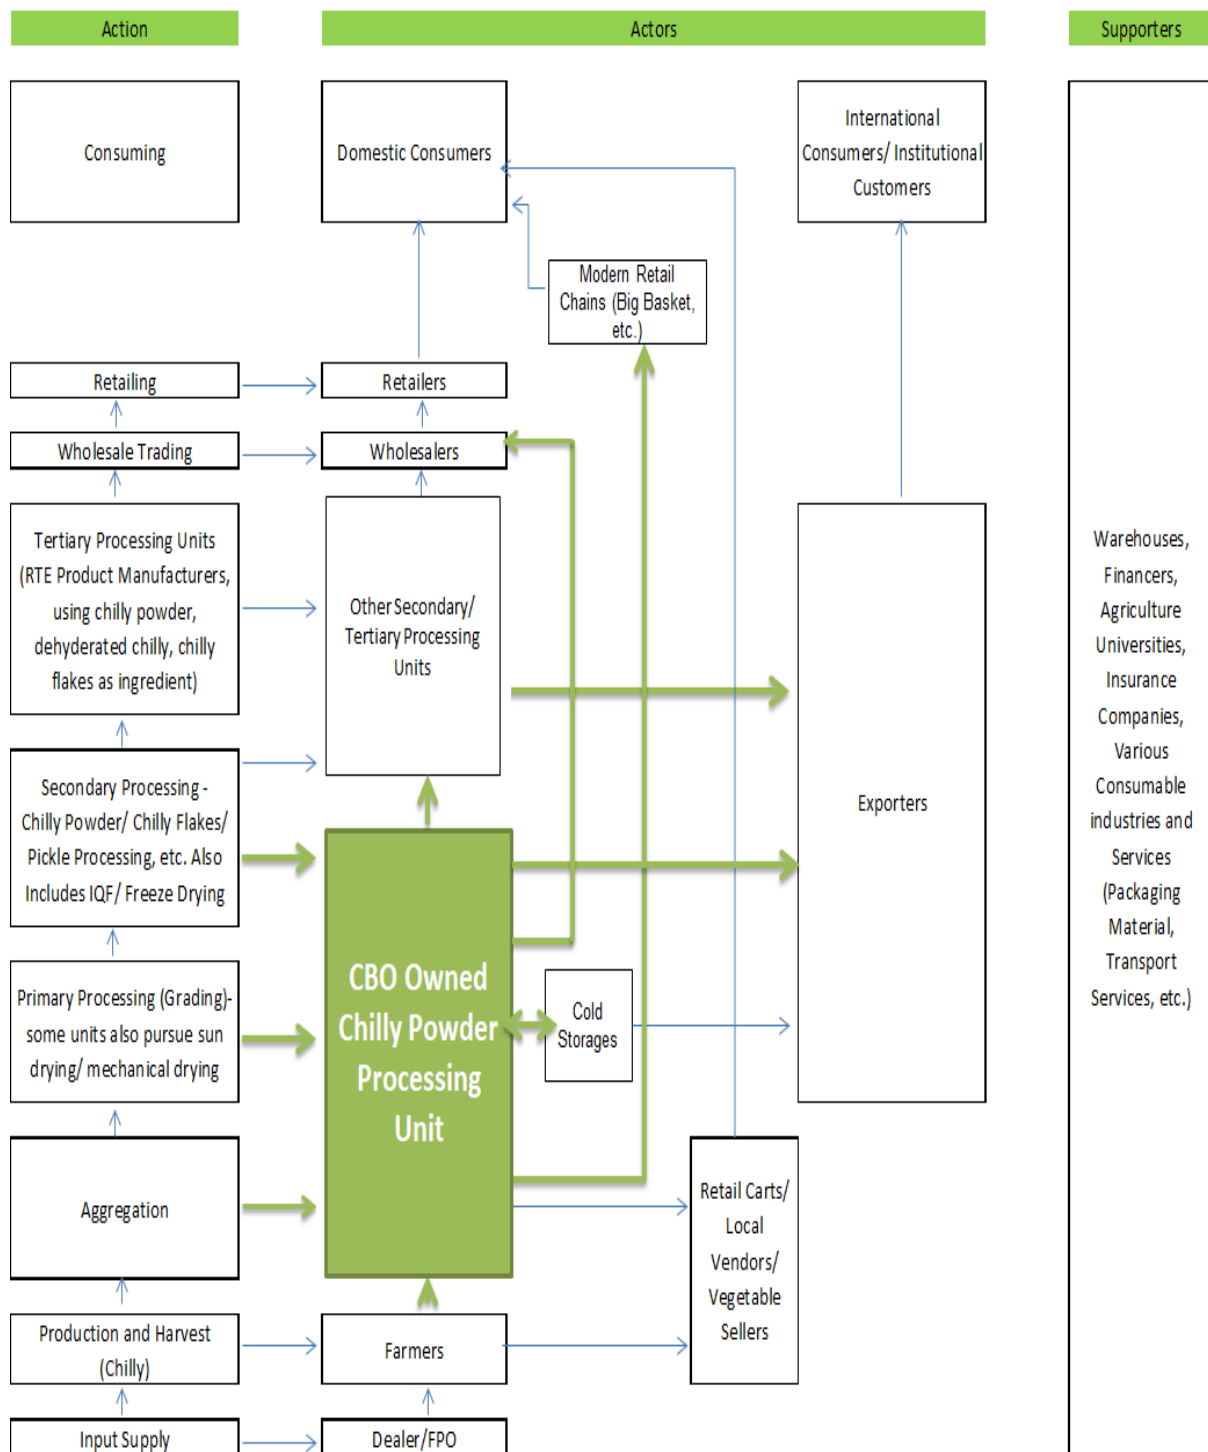 Action
Actors
Supporters
Consuming
Domestic Consumers
International
Consumers/ Institutional
Customers
Modern Retail
Chains (Big Basket,
etc.)
Retailing
Retailers
Wholesale Trading
Wholesalers
Tertiary Processing Units
(RTE Product Manufacturers,
using chilly powder,
dehyderated chilly, chilly
flakes as ingredient)
Other Secondary/
Tertiary Processing
Units
Exporters
Warehouses,
Financers,
Agriculture
Universities,
Insurance
Companies,
Various
Consumable
industries and
Services
(Packaging
Material,
Transport
Services, etc.)
Secondary Processing -
Chilly Powder/ Chilly Flakes/
Pickle Processing, etc. Also
Includes IQF/ Freeze Drying
CBO Owned
Chilly Powder
Processing
Unit
Cold
Storages
Primary Processing (Grading)-
some units also pursue sun
drying/ mechanical drying
Aggregation
Retail Carts/
Local
Vendors/
Vegetable
Sellers
Production and Harvest
(Chilly)
Farmers
Input Supply
Dealer/FPO